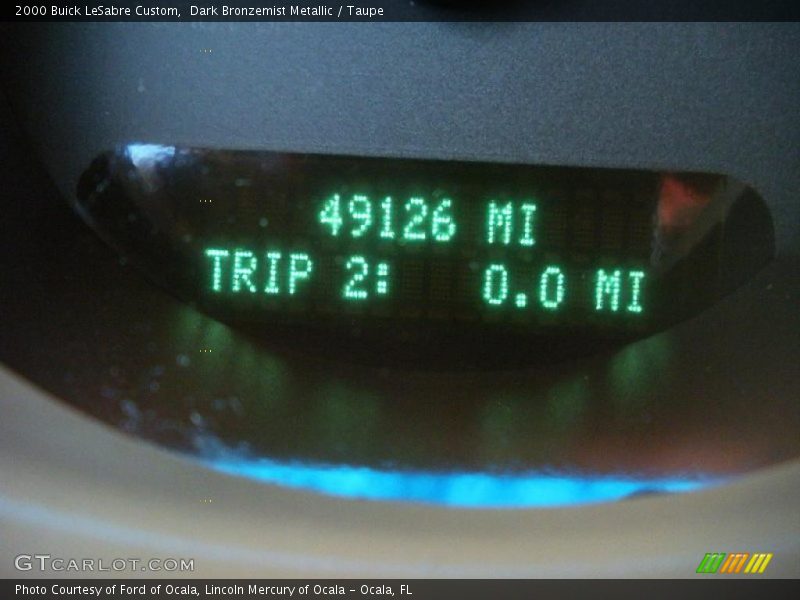 2000 Buick LeSabre Custom, Dark Bronzemist Metallic / Taupe
49126 MI
TRIP 2: 0.0 MI
GTCARLOT.COM
Photo Courtesy of Ford of Ocala, Lincoln Mercury of Ocala - Ocala, FL